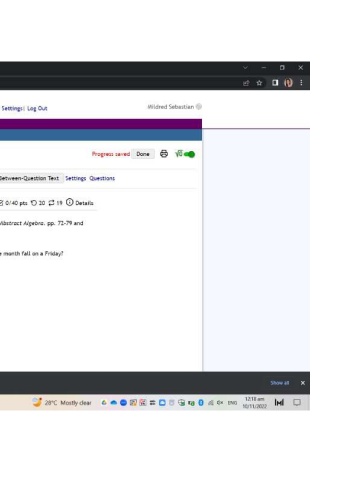 Settings| Log Out
Wildred Sebastian
Progress saved Done √0
Between-Question Text Settings Questions
0/40 pts 20 19 Details
Abstract Algebra. pp. 72-79 and
e month fall on a Friday?
Show all X
28°C Mostly clear
ENG
12:18 am
10/11/2022